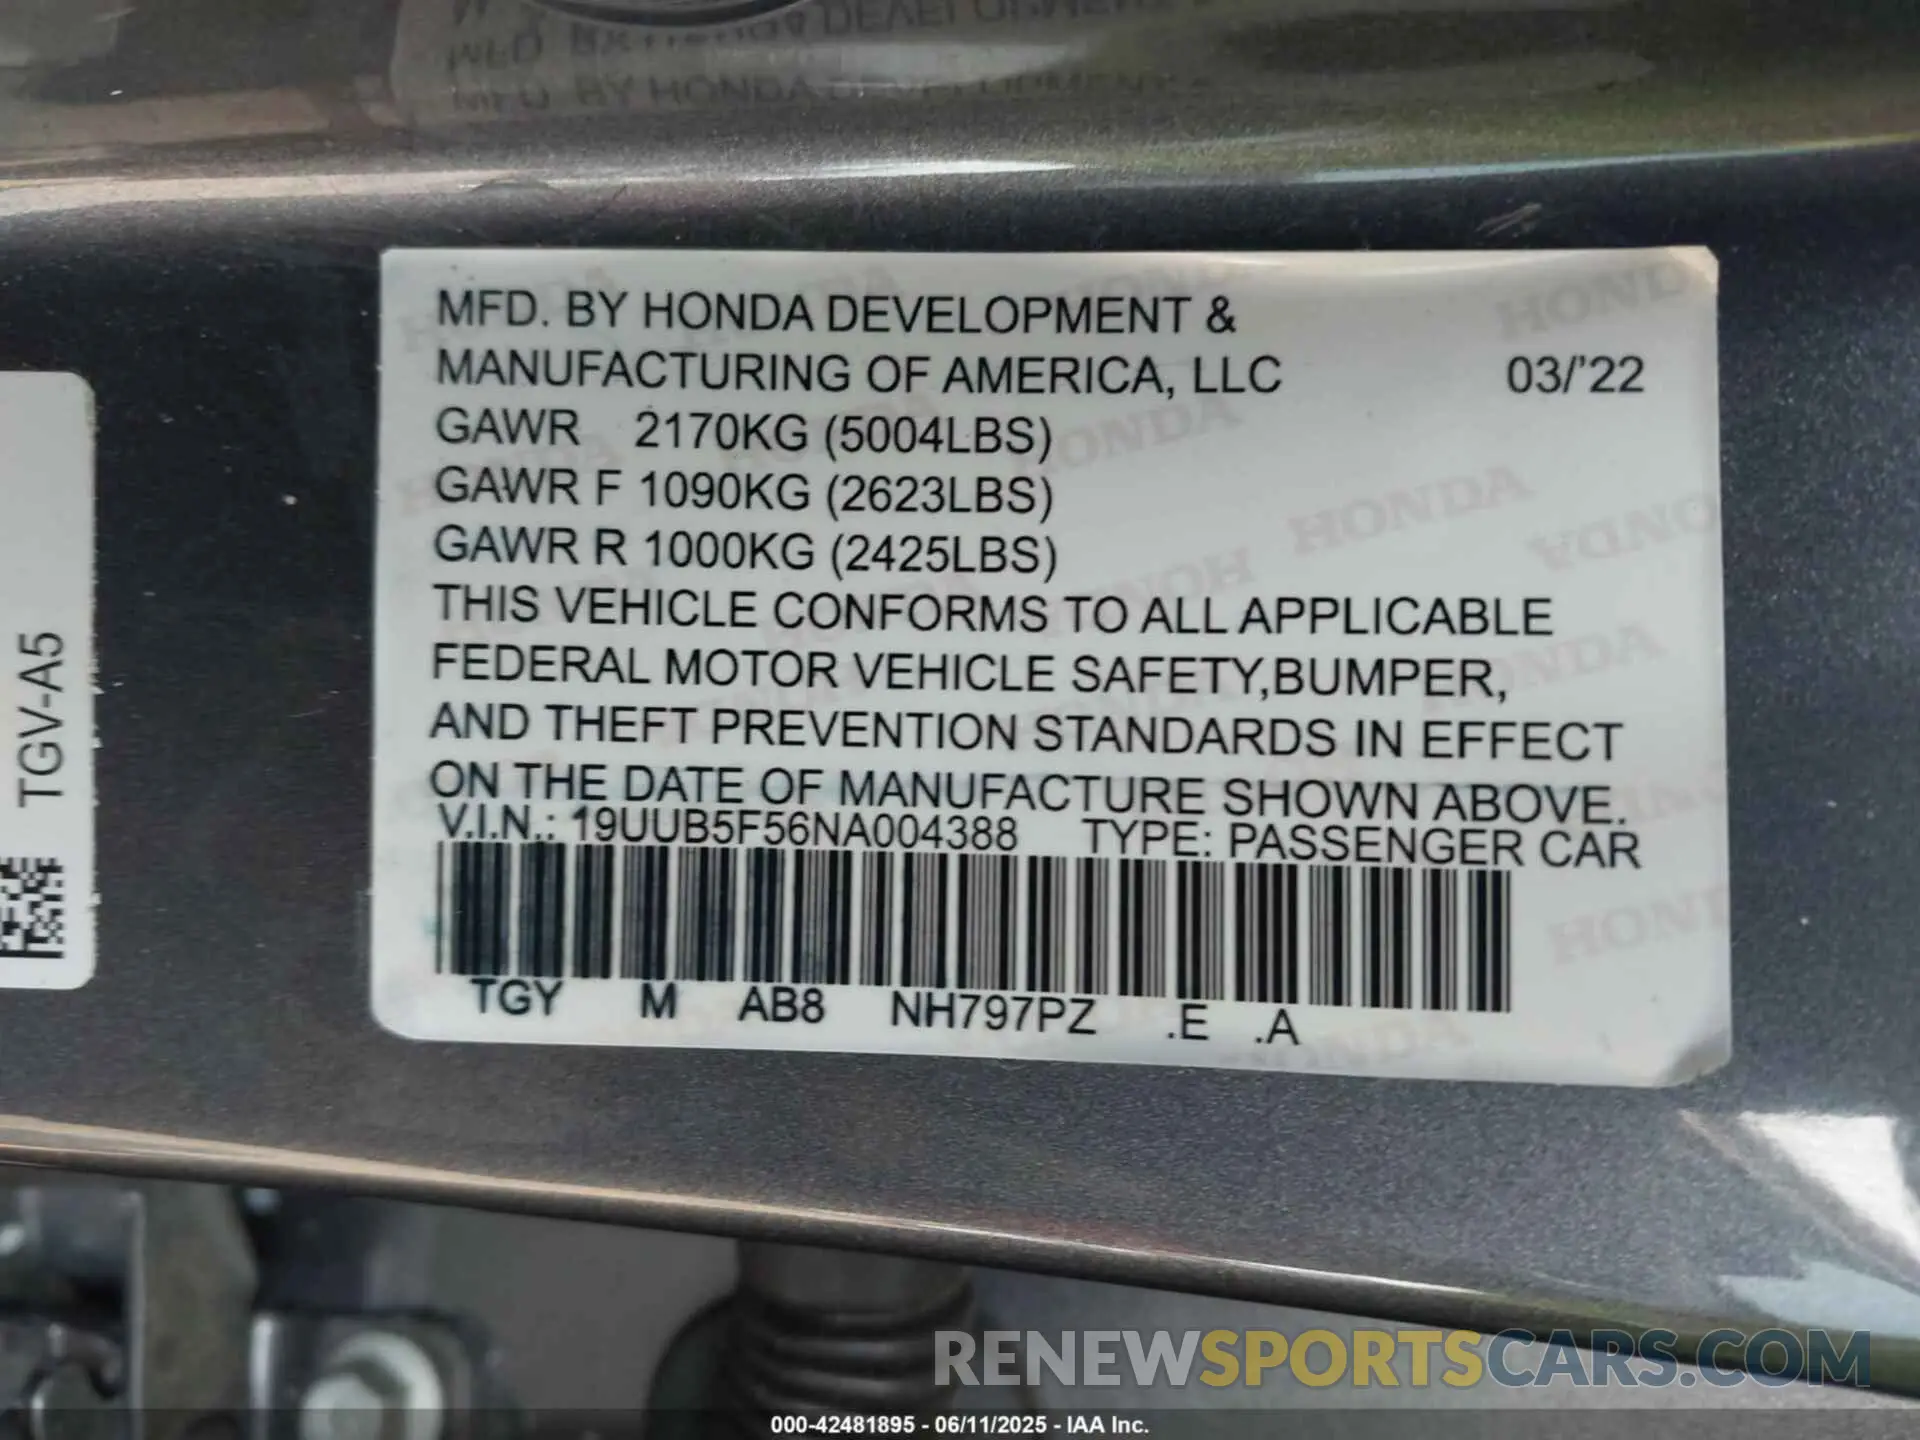 MFD. BY HONDA DEVELOPMENT &
MANUFACTURING OF AMERICA, LLC 03/'22
GAWR 2170KG (5004LBS)
GAWR F 1090KG (2623LBS)
GAWR R 1000KG (2425LBS)
THIS VEHICLE CONFORMS TO ALL APPLICABLE
FEDERAL MOTOR VEHICLE SAFETY,BUMPER,
AND THEFT PREVENTION STANDARDS IN EFFECT
ON THE DATE OF MANUFACTURE SHOWN ABOVE.
V.I.N.: 19UUB5F56NA004388 TYPE: PASSENGER CAR
TGY M AB8 NH797PZ .E .A
TGV-A5
RENEWSPORTSCARS.COM
000-42481895 - 06/11/2025 - IAA Inc.